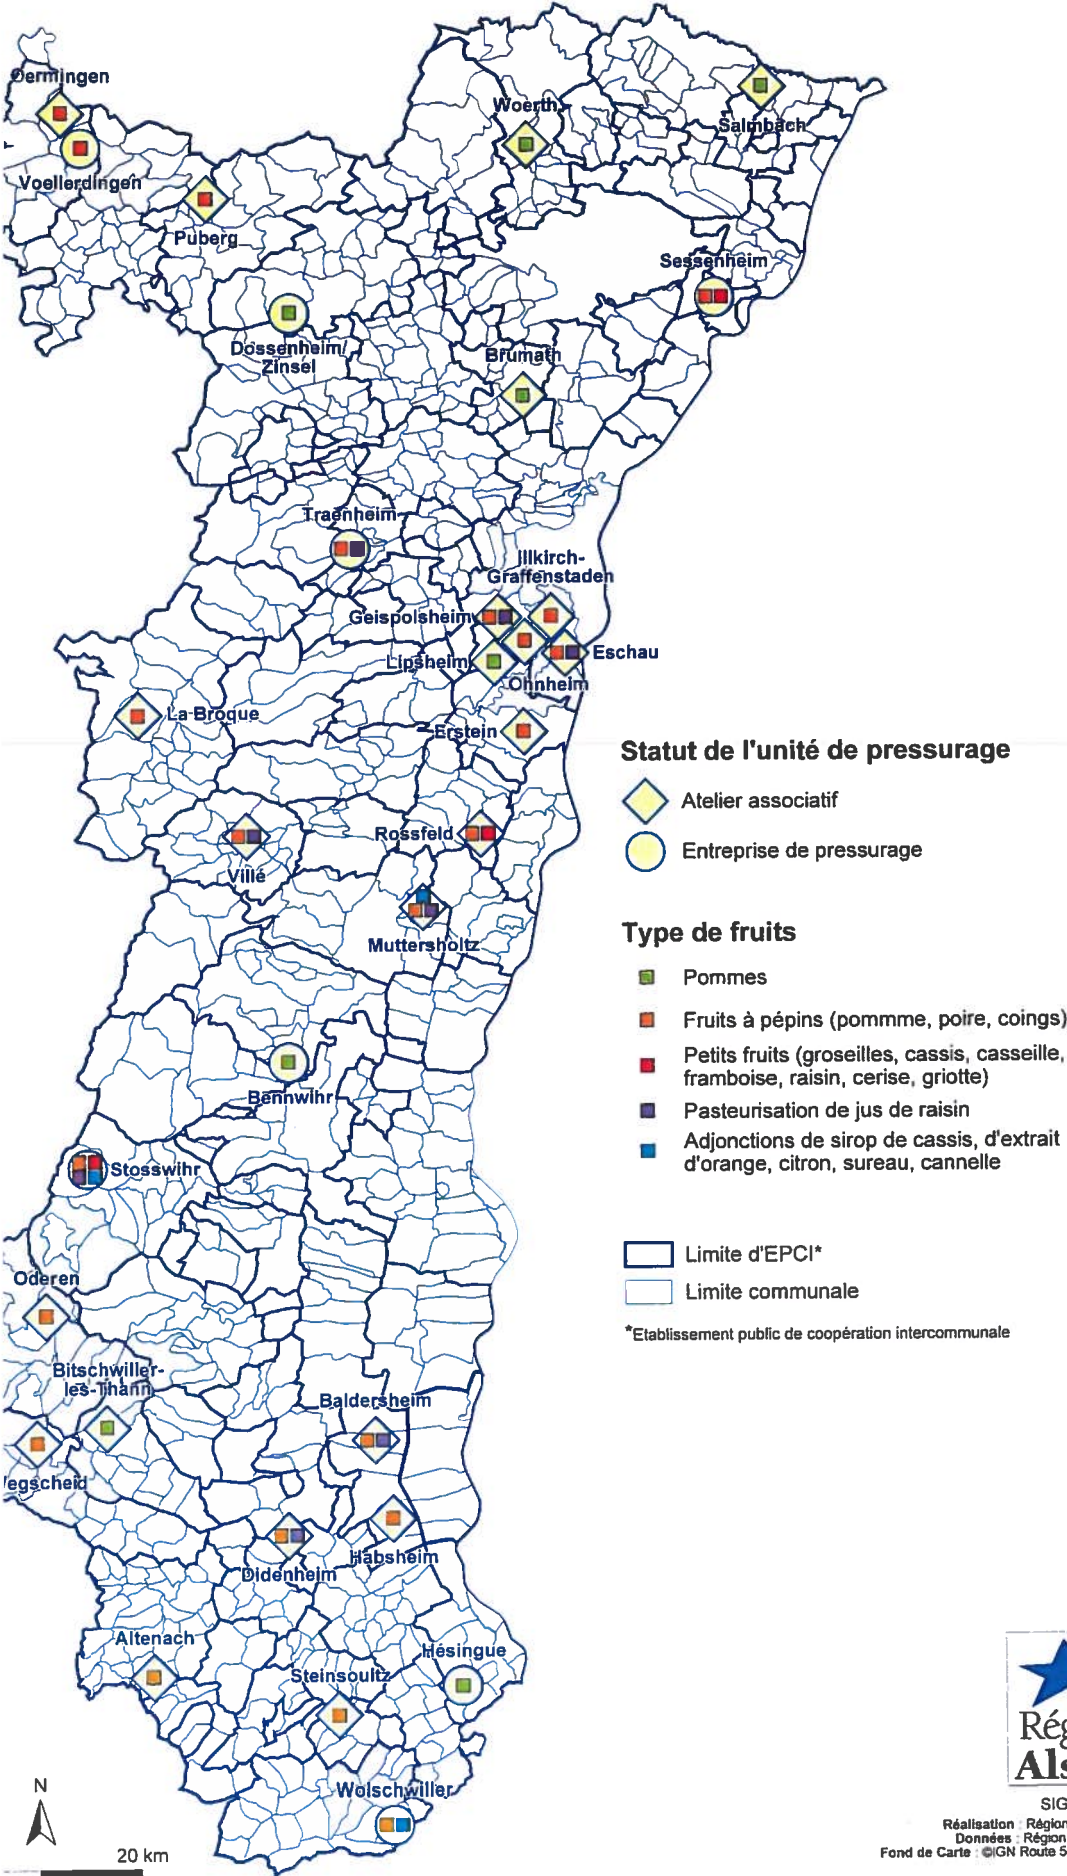 Oermingen
Woerth
Salmbach
Voellerdingen
Puberg
Sessenheim
Dossenheim/
Zinsel
Brumath
Traenheim
Illkirch-
Graffenstaden
Geispolsheim
Lipsheim
Eschau
Ohnheim
La Broque
Erstein
Statut de l'unité de pressurage
Atelier associatif
Entreprise de pressurage
Rossfeld
Villé
Muttersholtz
Type de fruits
Pommes
Fruits à pépins (pommme, poire, coings)
Petits fruits (groseilles, cassis, casseille,
framboise, raisin, cerise, griotte)
Pasteurisation de jus de raisin
Adjonctions de sirop de cassis, d'extrait
d'orange, citron, sureau, cannelle
Bennwihr
Stosswihr
Limite d'EPCI*
Limite communale
*Etablissement public de coopération intercommunale
Oderen
Bitschwiller-
les-Thann
Baldersheim
egscheid
Habsheim
Didenheim
Altenach
Hésingue
Steinsoultz
Wolschwiller
N
20 km
Rég
Als
SIG
Réalisation : Région
Données : Région
Fond de Carte : ©IGN Route 5